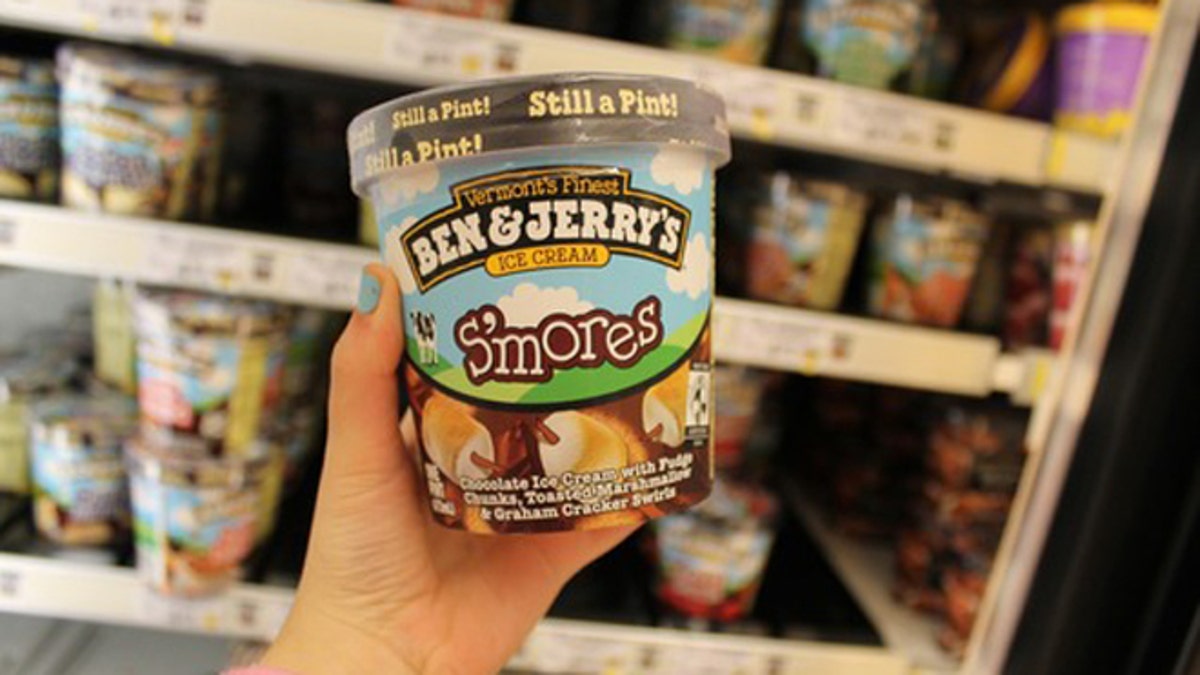 Still a Pint! Still a Pint!
Still a Pint!
Vermont's Finest
BEN & JERRY'S
ICE CREAM
S'mores
Chocolate Ice Cream with Fudge
Chunks, Toasted Marshmallow
& Graham Cracker Swirls